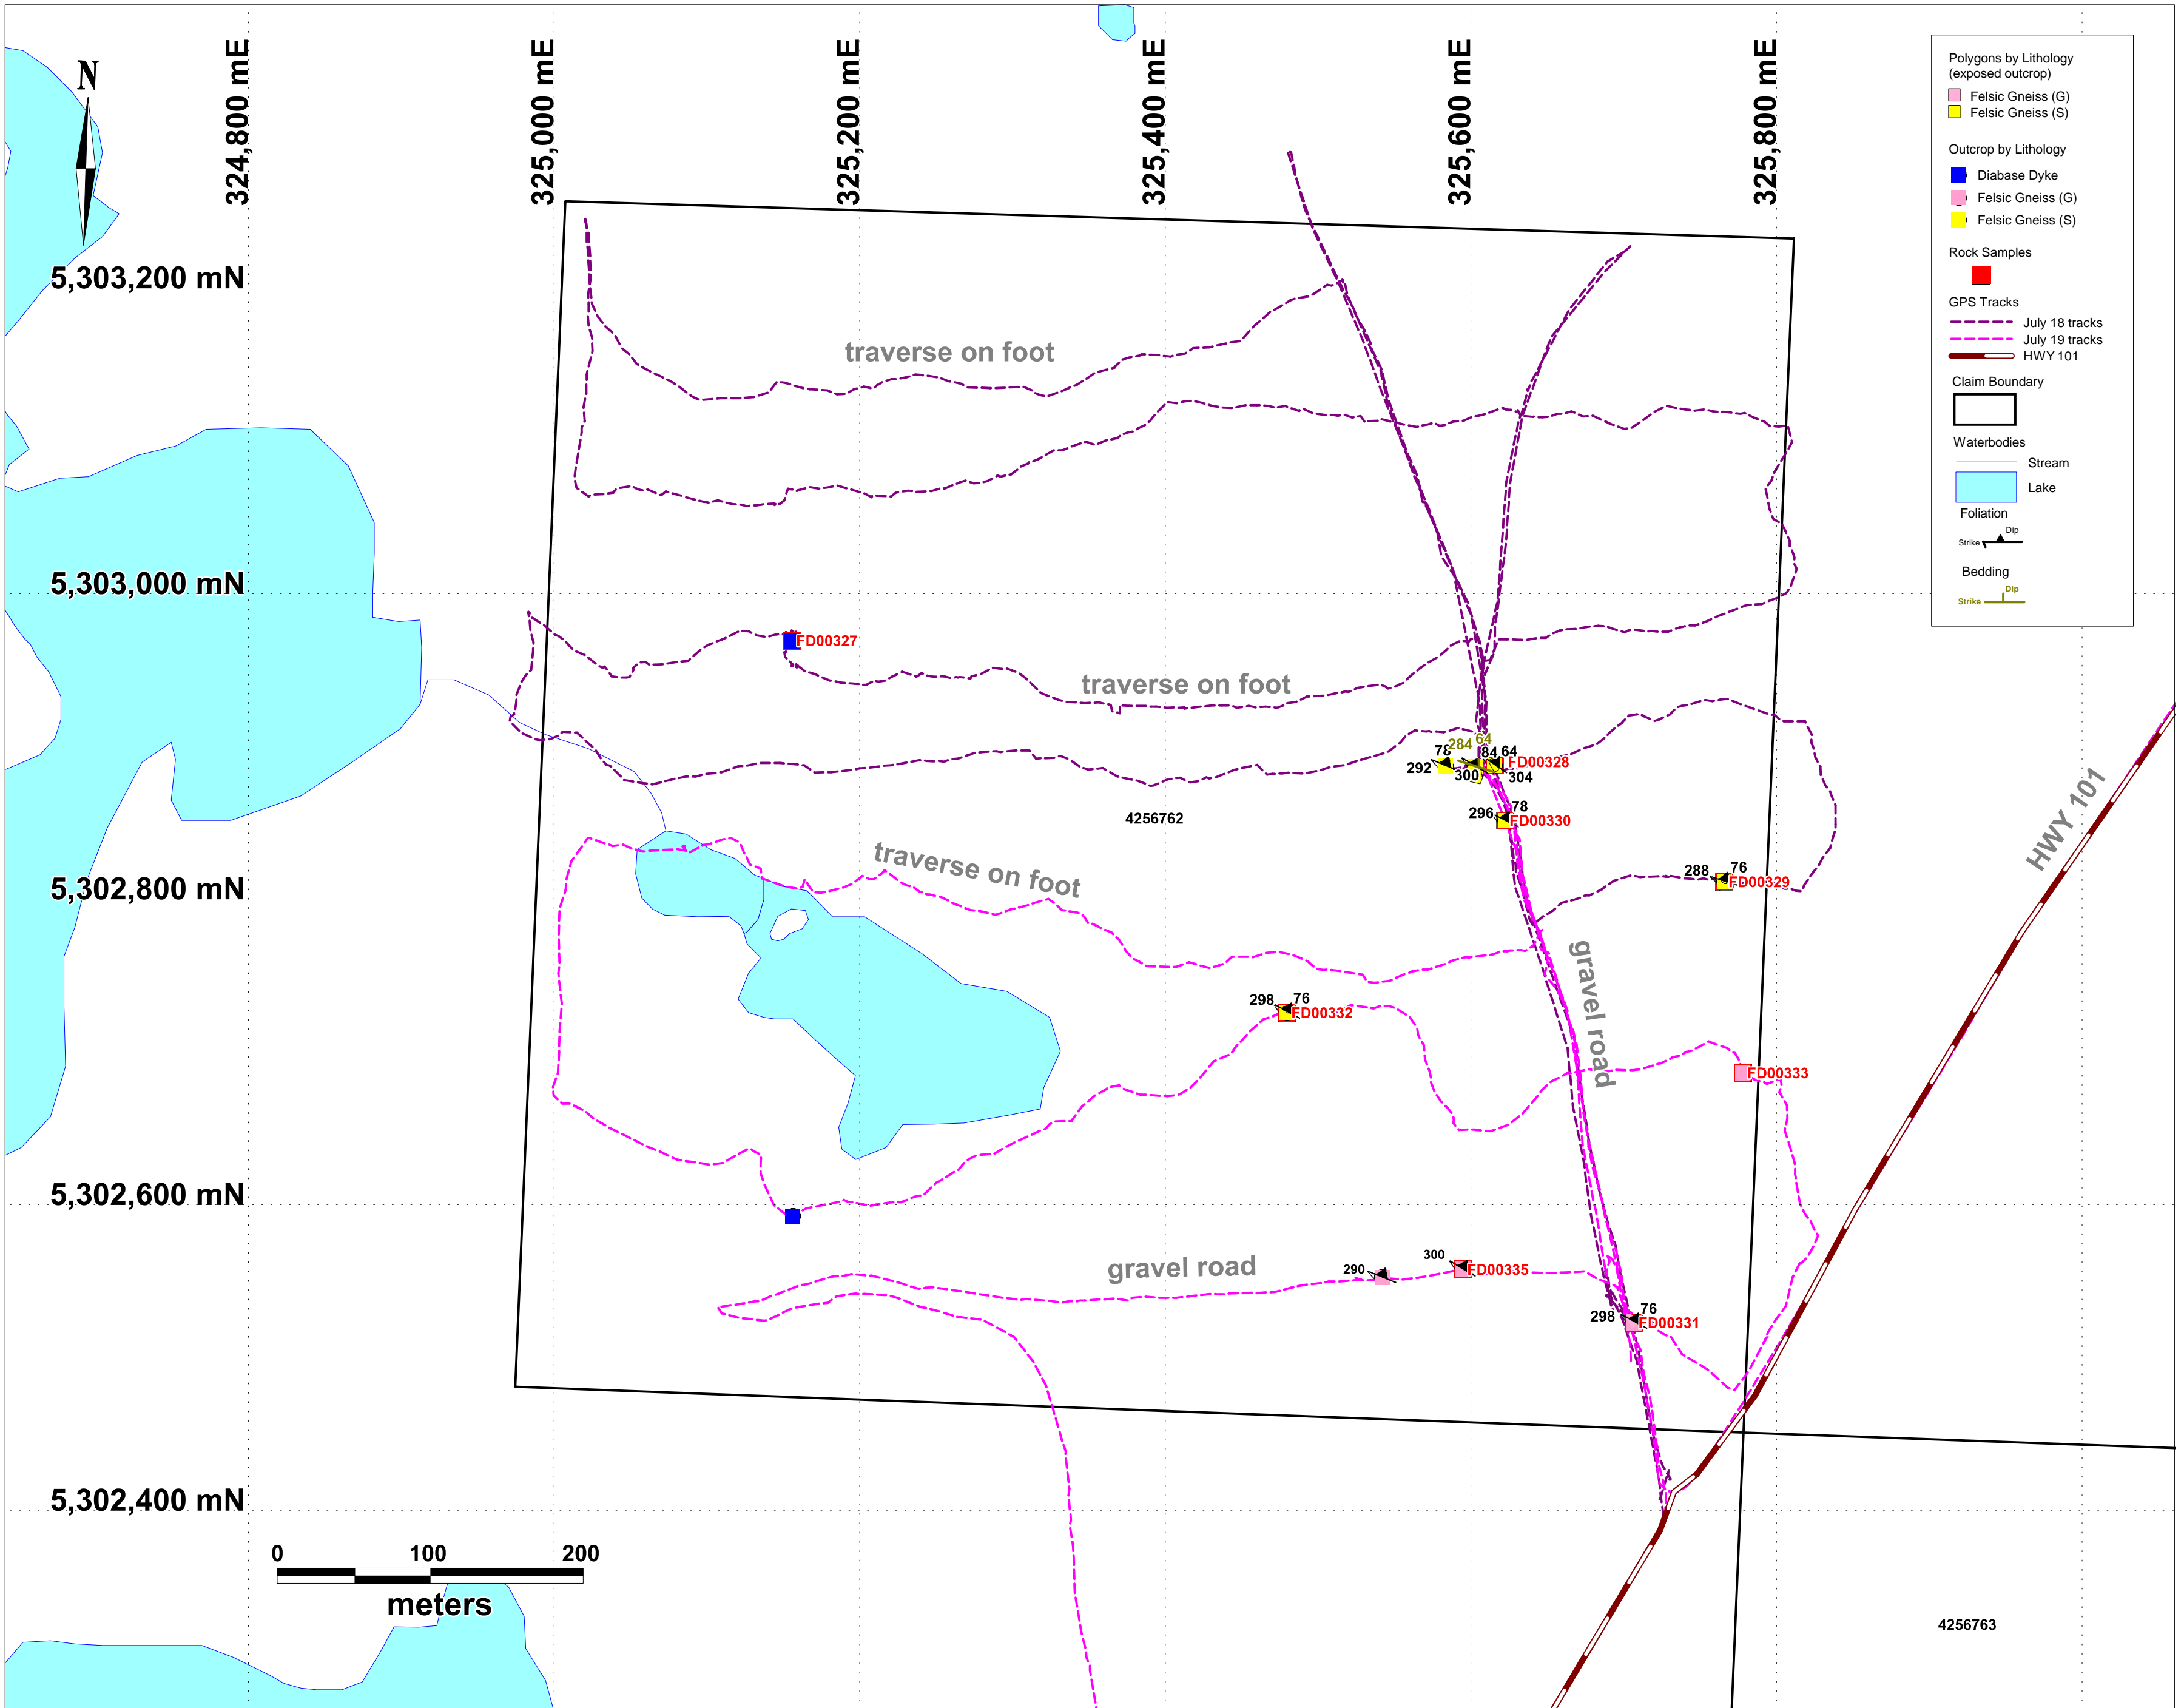 324,800 mE
325,000 mE
325,200 mE
325,400 mE
325,600 mE
325,800 mE
N
Polygons by Lithology
(exposed outcrop)
Felsic Gneiss (G)
Felsic Gneiss (S)
Outcrop by Lithology
Diabase Dyke
Felsic Gneiss (G)
Felsic Gneiss (S)
Rock Samples
GPS Tracks
July 18 tracks
July 19 tracks
HWY 101
Claim Boundary
Waterbodies
Stream
Lake
Foliation
Dip
Strike
Bedding
Dip
Strike
5,303,200 mN
traverse on foot
5,303,000 mN
FD00327
traverse on foot
284 64
78 84 64
FD00328
292 300 304
78
296 FD00330
4256762
HWY 101
traverse on foot
288 76
FD00329
5,302,800 mN
gravel road
298 76
FD00332
FD00333
5,302,600 mN
gravel road
290
300
FD00335
76
298 FD00331
5,302,400 mN
0 100 200
meters
4256763